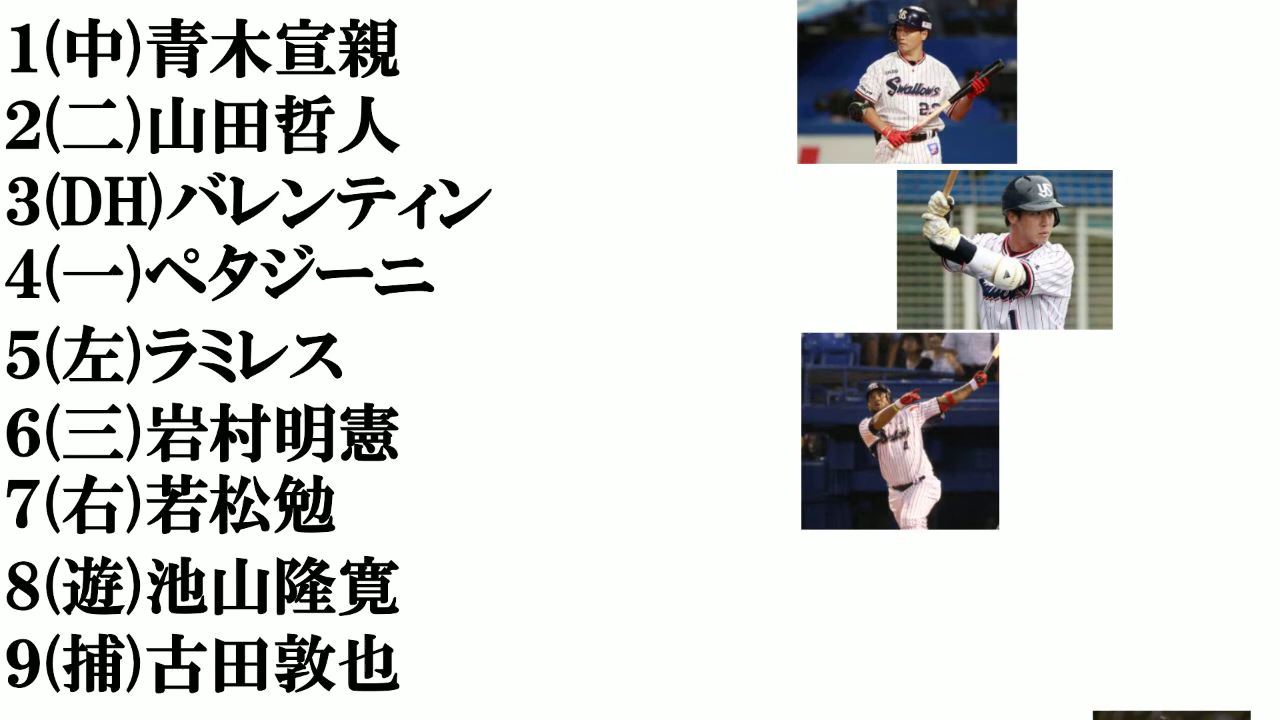 1(中)青木宣親
2(二)山田哲人
3(DH)バレンティン
4(一)ペタジーニ
5(左)ラミレス
6(三)岩村明憲
7(右)若松勉
8(遊)池山隆寛
9(捕)古田敦也
Swallows